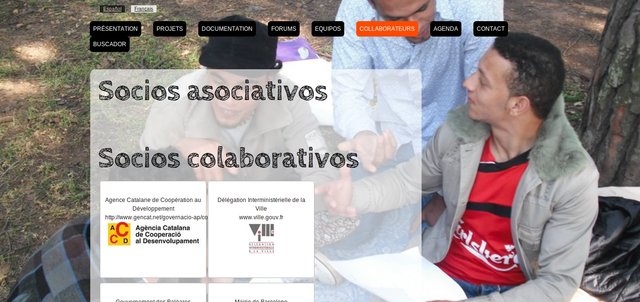 Español Français
PRÉSENTATION PROJETS DOCUMENTATION FORUMS EQUIPOS COLLABORATEURS AGENDA CONTACT
BUSCADOR
Socios asociativos
Socios colaborativos
Agence Catalane de Coopération au
Développement
http://www.gencat.net/governacio-ap/co
ACCD
Agència Catalana
de Cooperació
al Desenvolupament
Délégation Interministérielle de la
Ville
www.ville.gouv.fr
Gouvernement des Baléares
Mairie de Barcelone
Carlsberg